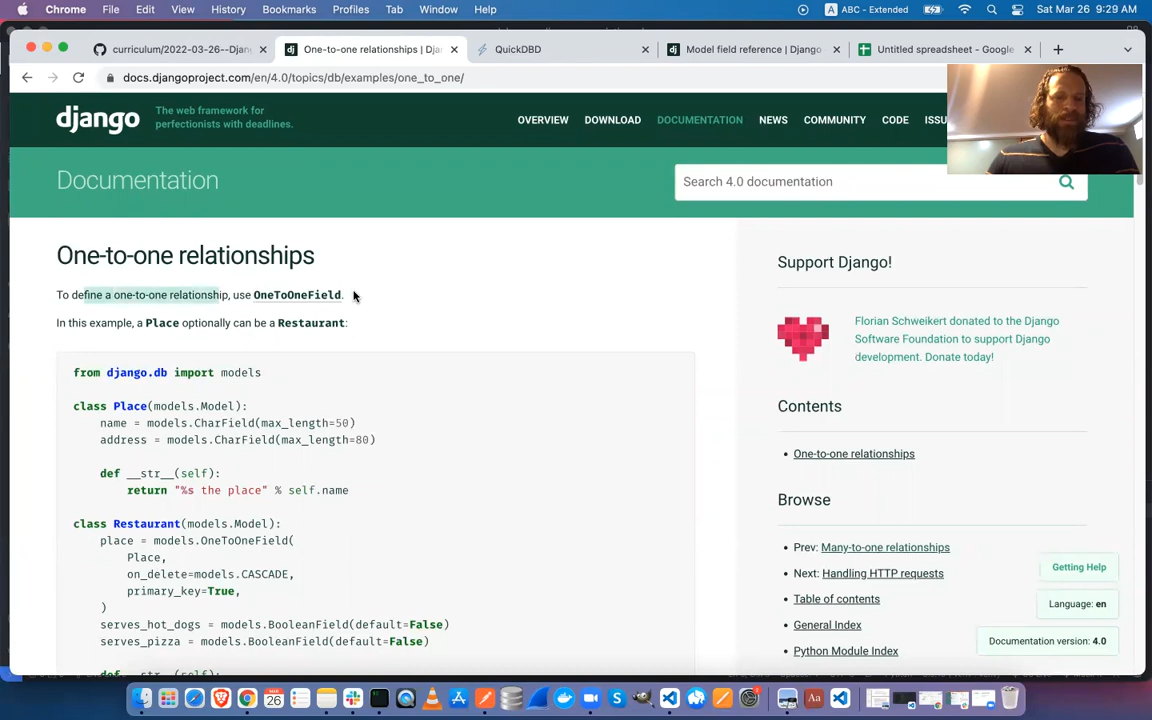 Chrome File Edit View History Bookmarks Profiles Tab Window Help
A ABC - Extended Sat Mar 26 9:29 AM
curriculum/2022-03-26--Djan
One-to-one relationships | Djan
QuickDBD
Model field reference | Django
Untitled spreadsheet - Google
docs.djangoproject.com/en/4.0/topics/db/examples/one_to_one/
django
The web framework for
perfectionists with deadlines.
OVERVIEW DOWNLOAD DOCUMENTATION NEWS COMMUNITY CODE ISSU
Documentation
Search 4.0 documentation
One-to-one relationships
To define a one-to-one relationship, use OneToOneField.
In this example, a Place optionally can be a Restaurant:
from django.db import models
class Place(models.Model):
name = models.CharField(max_length=50)
address = models.CharField(max_length=80)
def __str__(self):
return "%s the place" % self.name
class Restaurant(models.Model):
place = models.OneToOneField(
Place,
on_delete=models.CASCADE,
primary_key=True,
)
serves_hot_dogs = models.BooleanField(default=False)
serves_pizza = models.BooleanField(default=False)
def __str__(self):
Support Django!
Florian Schweikert donated to the Django
Software Foundation to support Django
development. Donate today!
Contents
One-to-one relationships
Browse
Prev: Many-to-one relationships
Next: Handling HTTP requests
Table of contents
General Index
Python Module Index
Getting Help
Language: en
Documentation version: 4.0